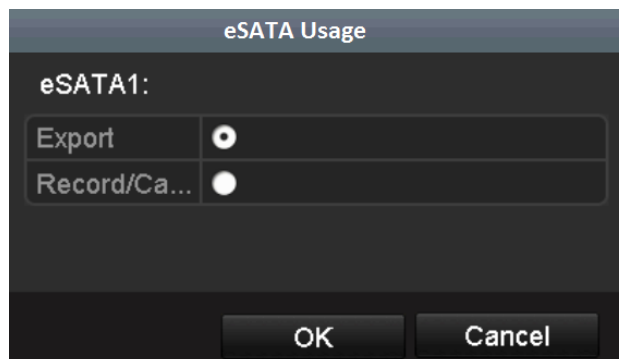 eSATA Usage
eSATA1:
Export
Record/Ca...
OK
Cancel